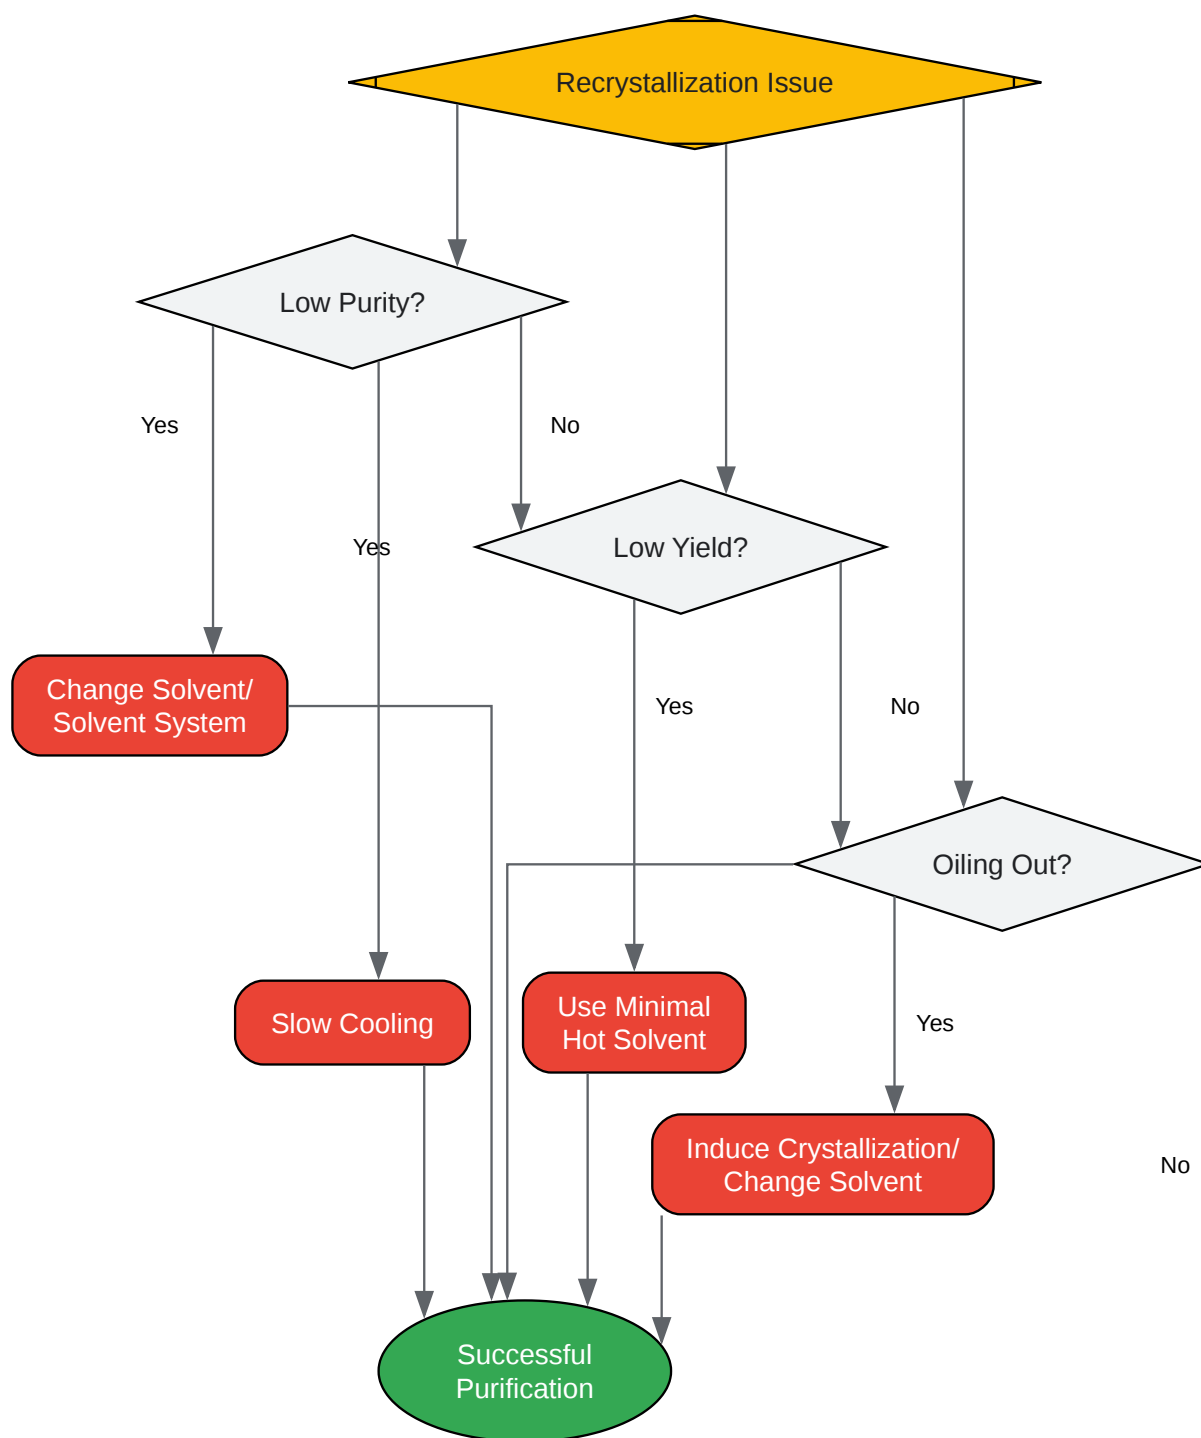 Recrystallization Issue
Low Purity?
Yes
No
Yes
Low Yield?
Change Solvent/
Solvent System
Yes
No
Oiling Out?
Slow Cooling
Use Minimal
Hot Solvent
Yes
Induce Crystallization/
Change Solvent
No
Successful
Purification